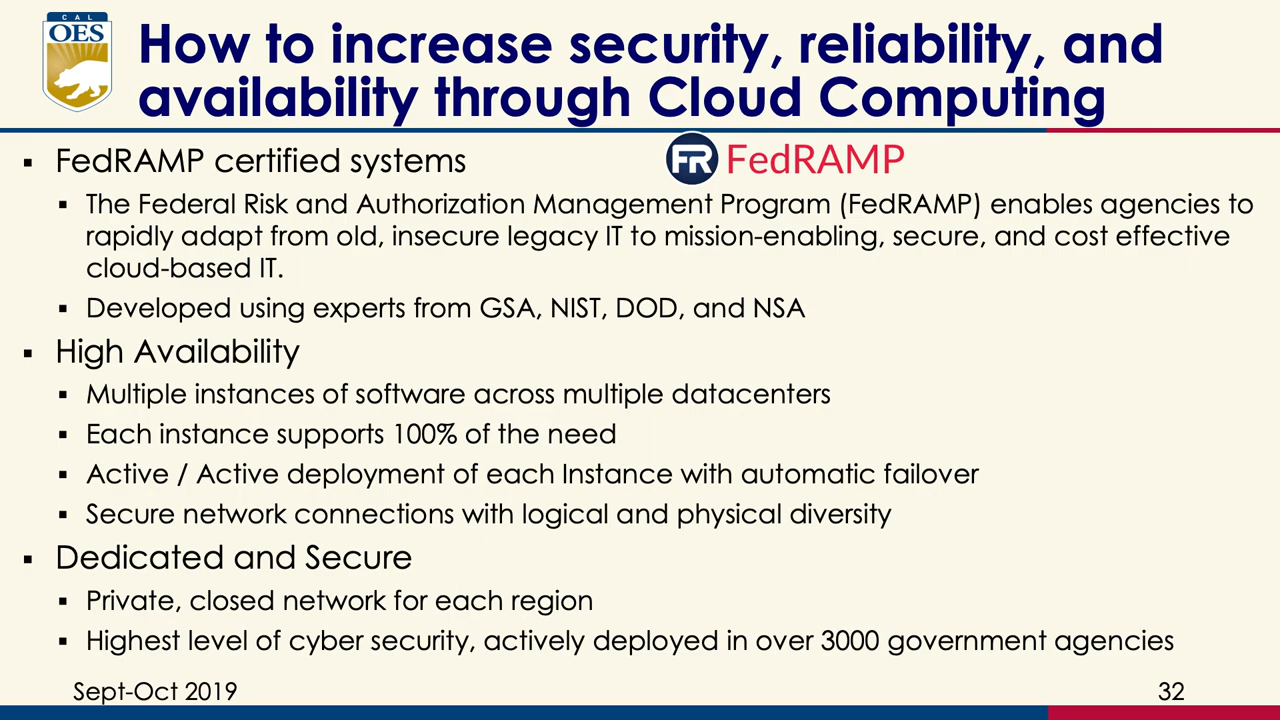 CAL
OES
How to increase security, reliability, and
availability through Cloud Computing
▪ FedRAMP certified systems
FR FedRAMP
▪ The Federal Risk and Authorization Management Program (FedRAMP) enables agencies to
rapidly adapt from old, insecure legacy IT to mission-enabling, secure, and cost effective
cloud-based IT.
▪ Developed using experts from GSA, NIST, DOD, and NSA
▪ High Availability
▪ Multiple instances of software across multiple datacenters
▪ Each instance supports 100% of the need
▪ Active / Active deployment of each Instance with automatic failover
▪ Secure network connections with logical and physical diversity
▪ Dedicated and Secure
▪ Private, closed network for each region
▪ Highest level of cyber security, actively deployed in over 3000 government agencies
Sept-Oct 2019
32